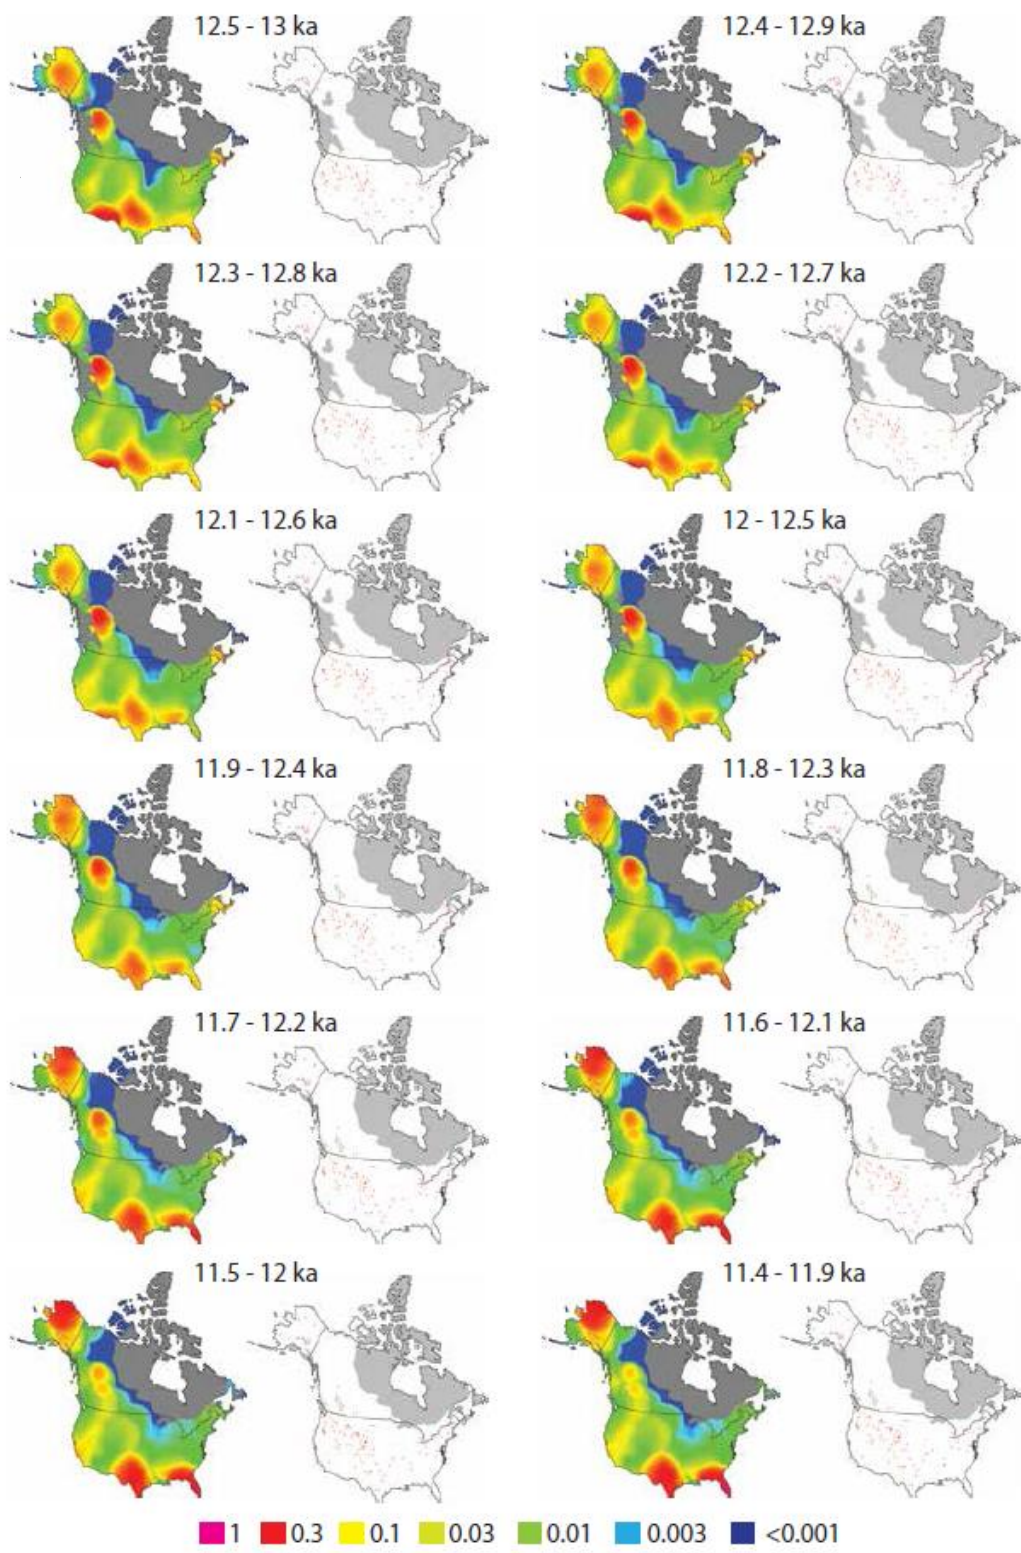 12.5 - 13 ka
12.4 - 12.9 ka
12.3 - 12.8 ka
12.2 - 12.7 ka
12.1 - 12.6 ka
12 - 12.5 ka
11.9 - 12.4 ka
11.8 - 12.3 ka
11.7 - 12.2 ka
11.6 - 12.1 ka
11.5 - 12 ka
11.4 - 11.9 ka
1 0.3 0.1 0.03 0.01 0.003 <0.001